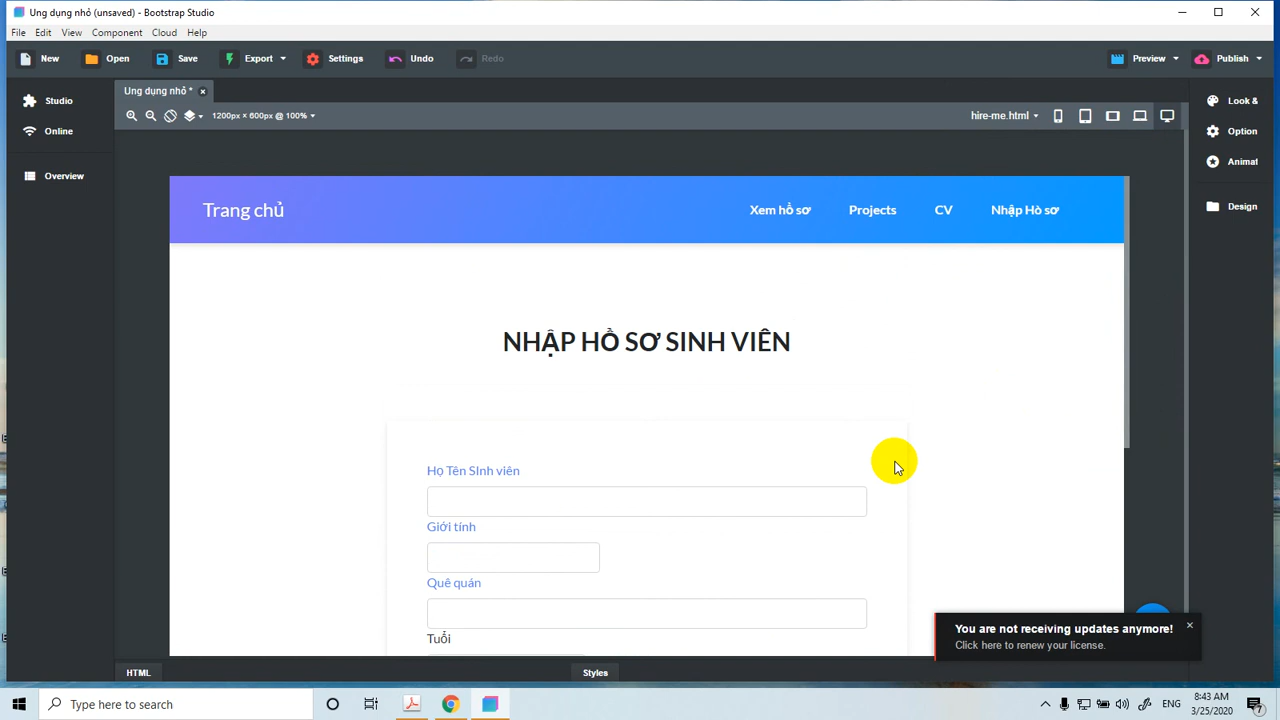 Ung dụng nhỏ (unsaved) - Bootstrap Studio
File Edit View Component Cloud Help
New Open Save Export Settings Undo Redo Preview Publish
Ung dụng nhỏ *
Studio
Look &
1200px × 600px @ 100%
hire-me.html
Online
Option
Animat
Overview
Design
Trang chủ Xem hồ sơ Projects CV Nhập Hò sơ
NHẬP HỒ SƠ SINH VIÊN
Họ Tên SInh viên
Giới tính
Quê quán
Tuổi
You are not receiving updates anymore!
Click here to renew your license.
HTML
Styles
Type here to search
ENG
8:43 AM
3/25/2020
7